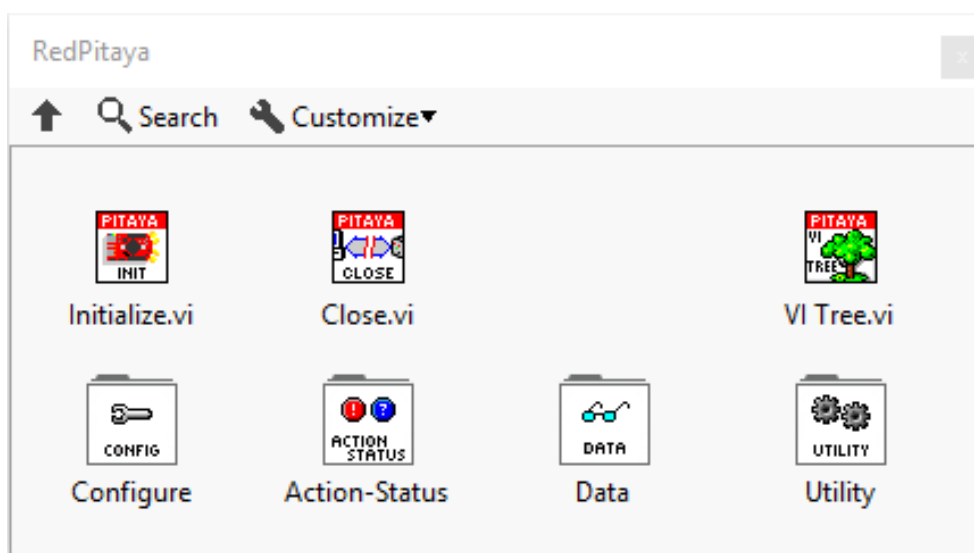 RedPitaya
x
Search Customize
PITAYA PITAYA PITAYA
VI
INIT CLOSE TREE
Initialize.vi Close.vi VI Tree.vi
CONFIG ACTION STATUS DATA UTILITY
Configure Action-Status Data Utility